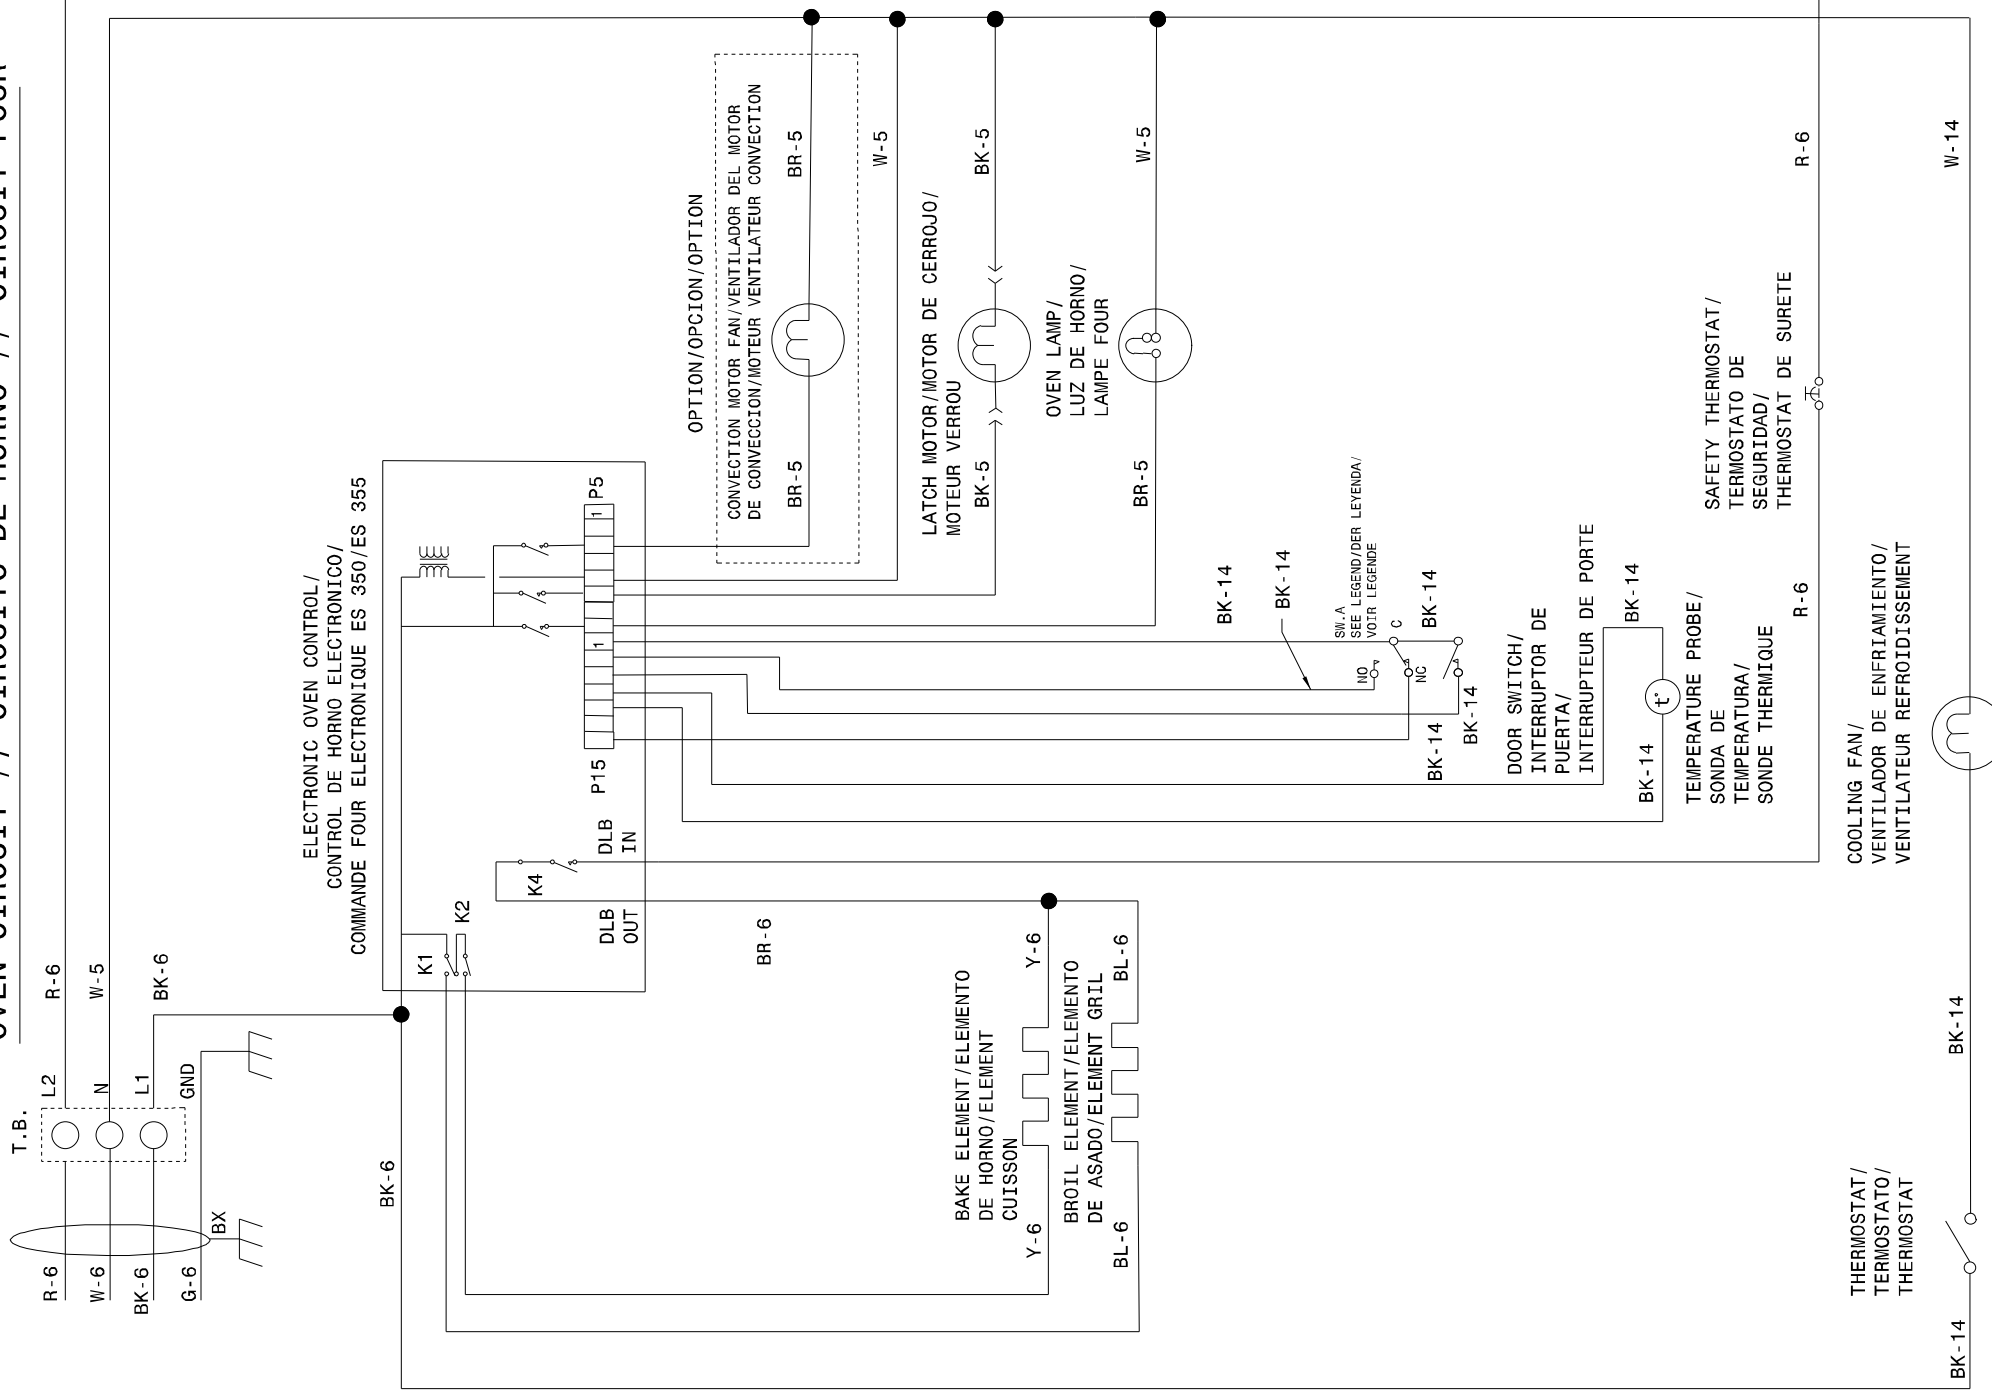 OVEN CIRCUIT // CIRCUITO DE HORNO // CIRCUIT FOUR
T.B.
L2
N
L1
GND
R-6
W-5
BK-6
R-6
W-6
BK-6
G-6
BX
BK-6
ELECTRONIC OVEN CONTROL/
CONTROL DE HORNO ELECTRONICO/
COMMANDE FOUR ELECTRONIQUE ES 350/ES 355
K1
K2
K4
DLB
OUT
DLB
IN
P15
1
1
P5
OPTION/OPCION/OPTION
CONVECTION MOTOR FAN/VENTILADOR DEL MOTOR
DE CONVECCION/MOTEUR VENTILATEUR CONVECTION
BR-5
BR-5
W-5
LATCH MOTOR/MOTOR DE CERROJO/
MOTEUR VERROU
BK-5
BK-5
OVEN LAMP/
LUZ DE HORNO/
LAMPE FOUR
BR-5
W-5
BR-6
BAKE ELEMENT/ELEMENTO
DE HORNO/ELEMENT
CUISSON
Y-6
Y-6
BROIL ELEMENT/ELEMENTO
DE ASADO/ELEMENT GRIL
BL-6
BL-6
BK-14
BK-14
SW.A
SEE LEGEND/DER LEYENDA/
VOIR LEGENDE
NO
C
NC
BK-14
BK-14
BK-14
DOOR SWITCH/
INTERRUPTOR DE
PUERTA/
INTERRUPTEUR DE PORTE
BK-14
BK-14
t°
TEMPERATURE PROBE/
SONDA DE
TEMPERATURA/
SONDE THERMIQUE
SAFETY THERMOSTAT/
TERMOSTATO DE
SEGURIDAD/
THERMOSTAT DE SURETE
R-6
R-6
COOLING FAN/
VENTILADOR DE ENFRIAMIENTO/
VENTILATEUR REFROIDISSEMENT
W-14
BK-14
THERMOSTAT/
TERMOSTATO/
THERMOSTAT
BK-14